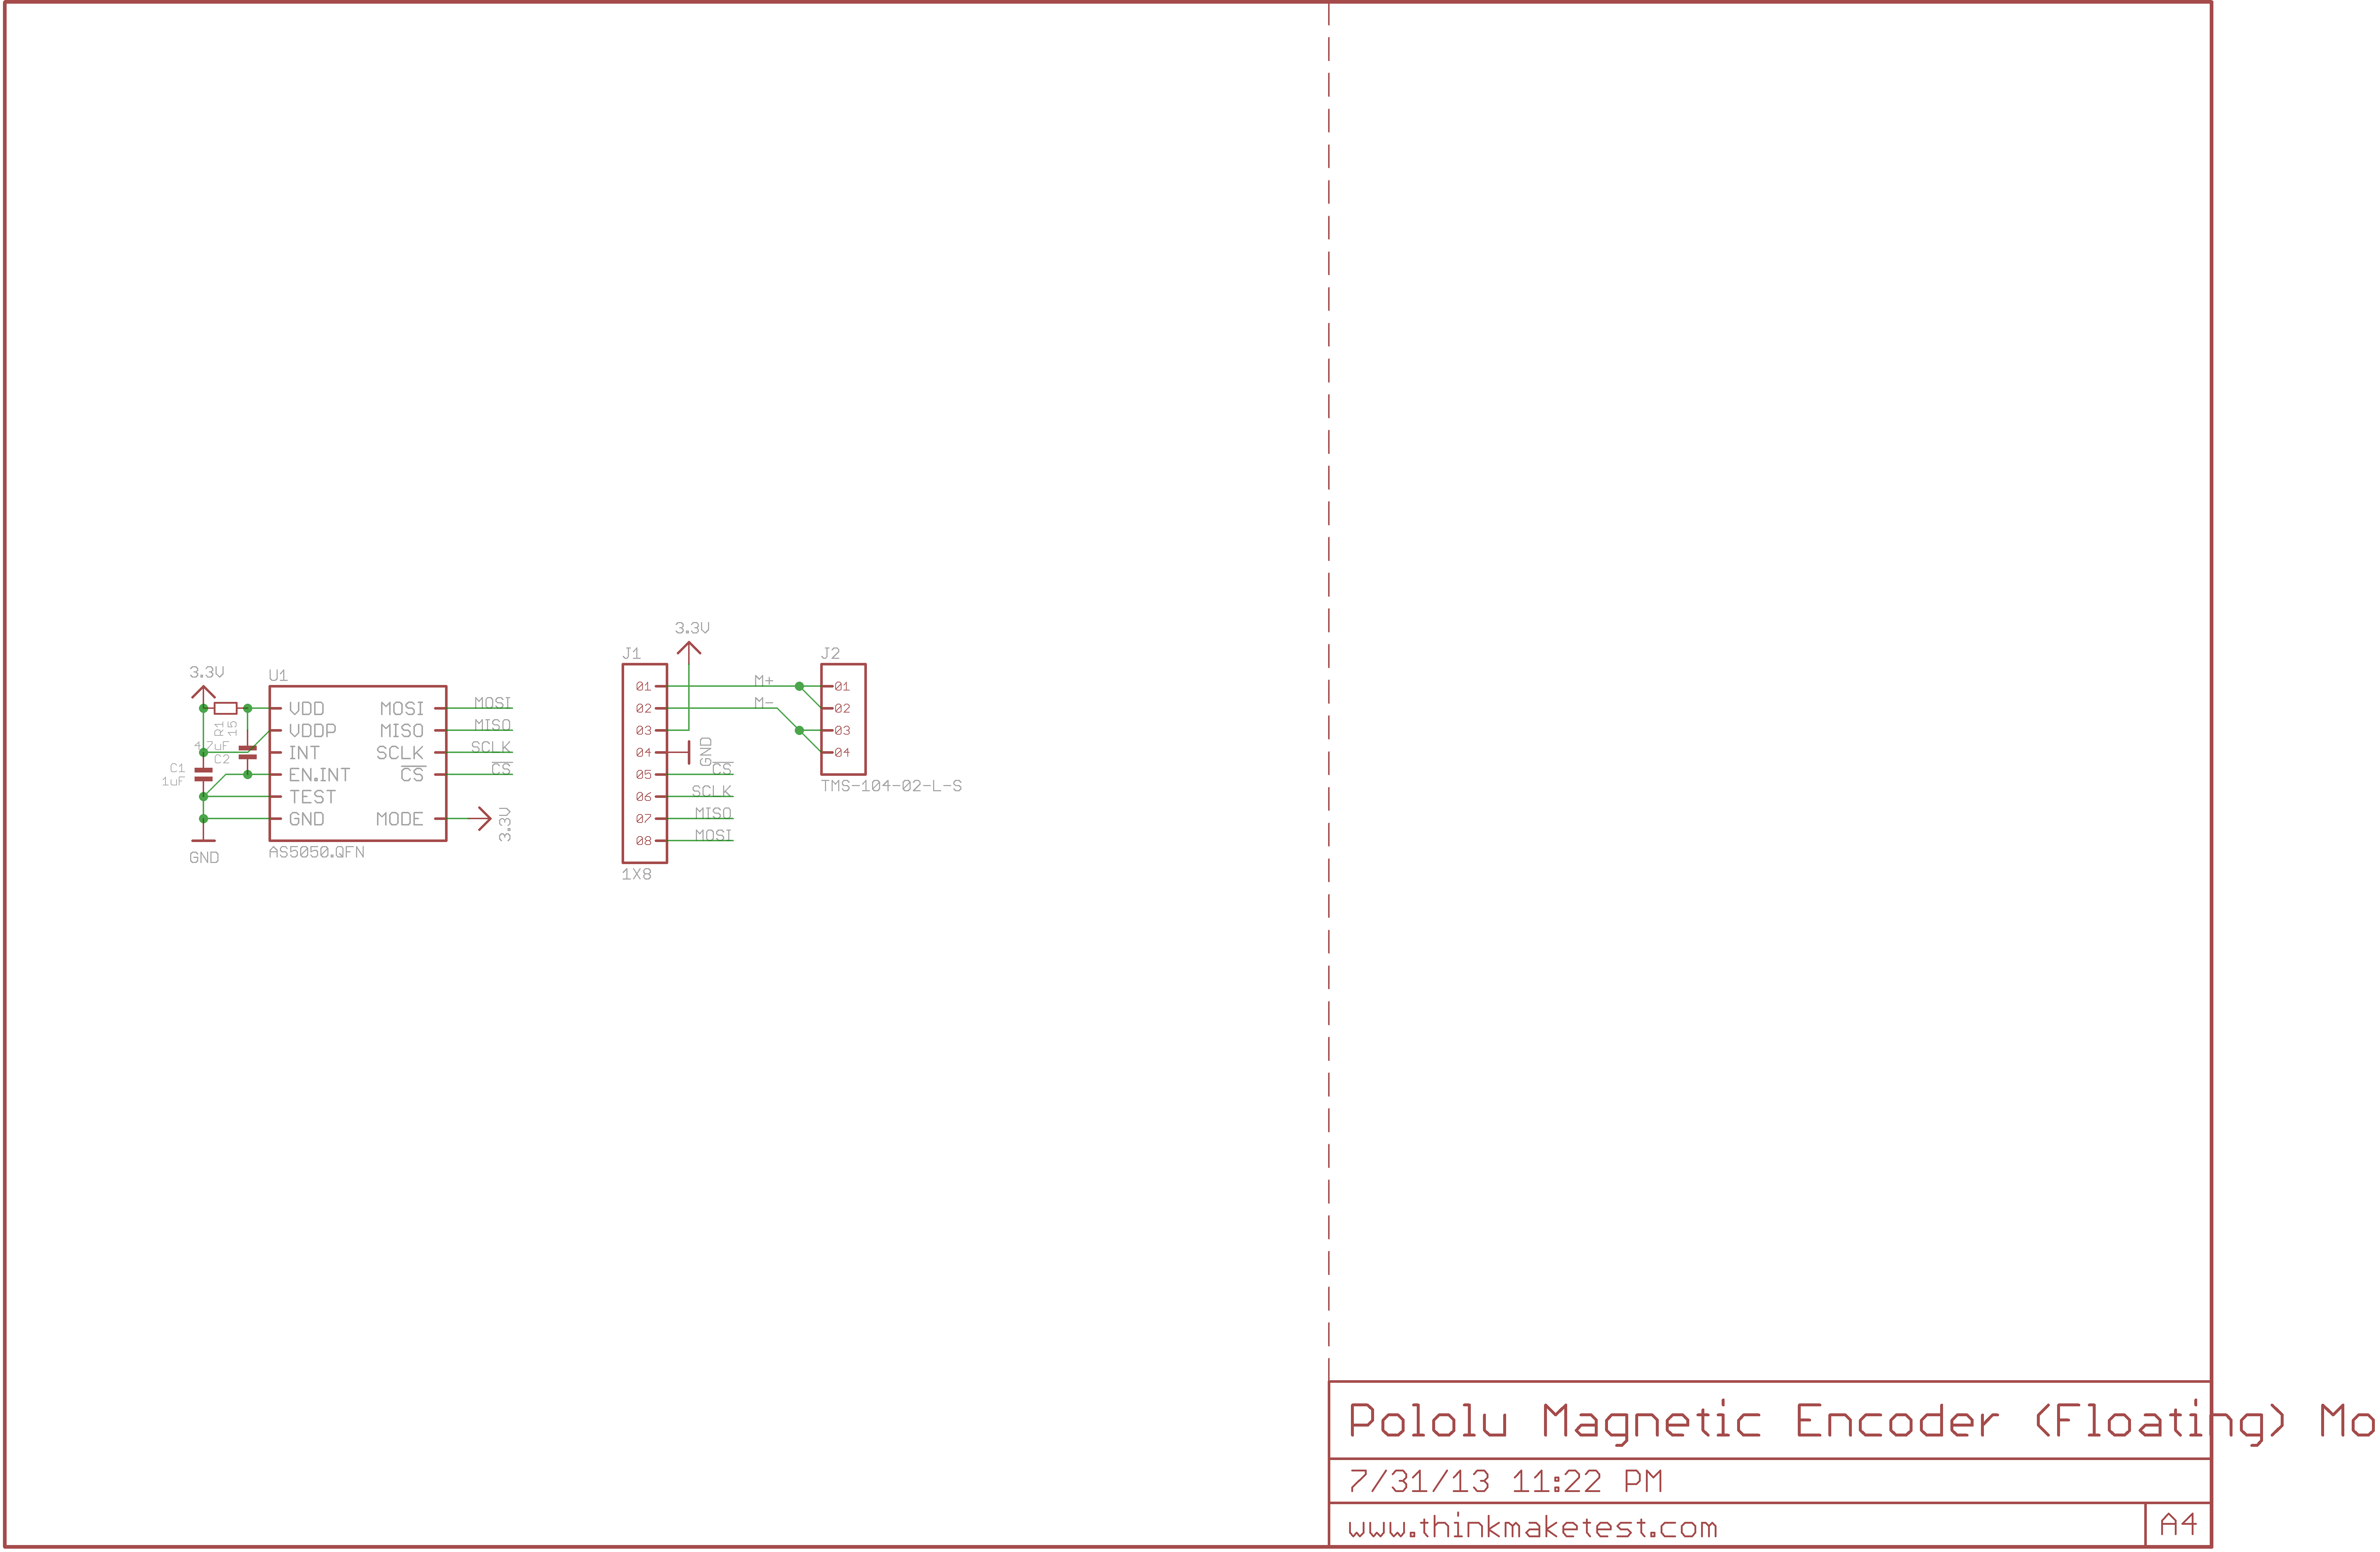 3.3V
R1
15
4.7uF
C2
C1
1uF
GND
U1
VDD
VDDP
INT
EN.INT
TEST
GND
MOSI
MISO
SCLK
CS
MODE
AS5050.QFN
MOSI
MISO
SCLK
CS
3.3V
J1
3.3V
01
02
03
04
05
06
07
08
1X8
M+
M-
GND
CS
SCLK
MISO
MOSI
J2
01
02
03
04
TMS-104-02-L-S
Pololu Magnetic Encoder (Floating) Mo
7/31/13 11:22 PM
www.thinkmaketest.com
A4